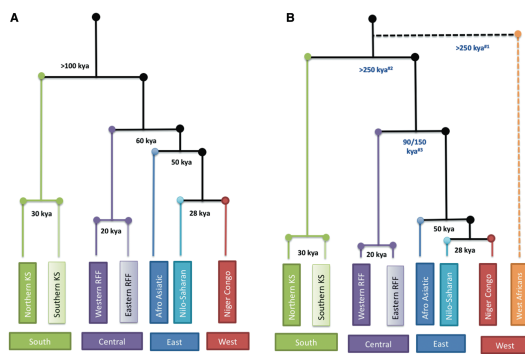 A
>100 kya
60 kya
50 kya
30 kya
20 kya
28 kya
Northern KS
Southern KS
Western RFF
Eastern RFF
Afro Asiatic
Nilo-Saharan
Niger Congo
South
Central
East
West
B
>250 kya#1
>250 kya#2
90/150
kya#3
50 kya
28 kya
30 kya
20 kya
Northern KS
Southern KS
Western RFF
Eastern RFF
Afro Asiatic
Nilo-Saharan
Niger Congo
West Africans
South
Central
East
West